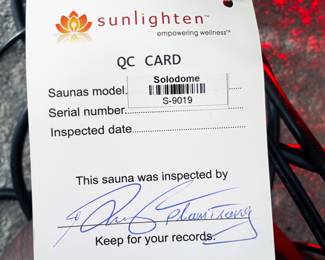 sunlighten™
empowering wellness™
QC CARD
Saunas model. Solodome
Serial number. S-9019
Inspected date
This sauna was inspected by
Keep for your records.